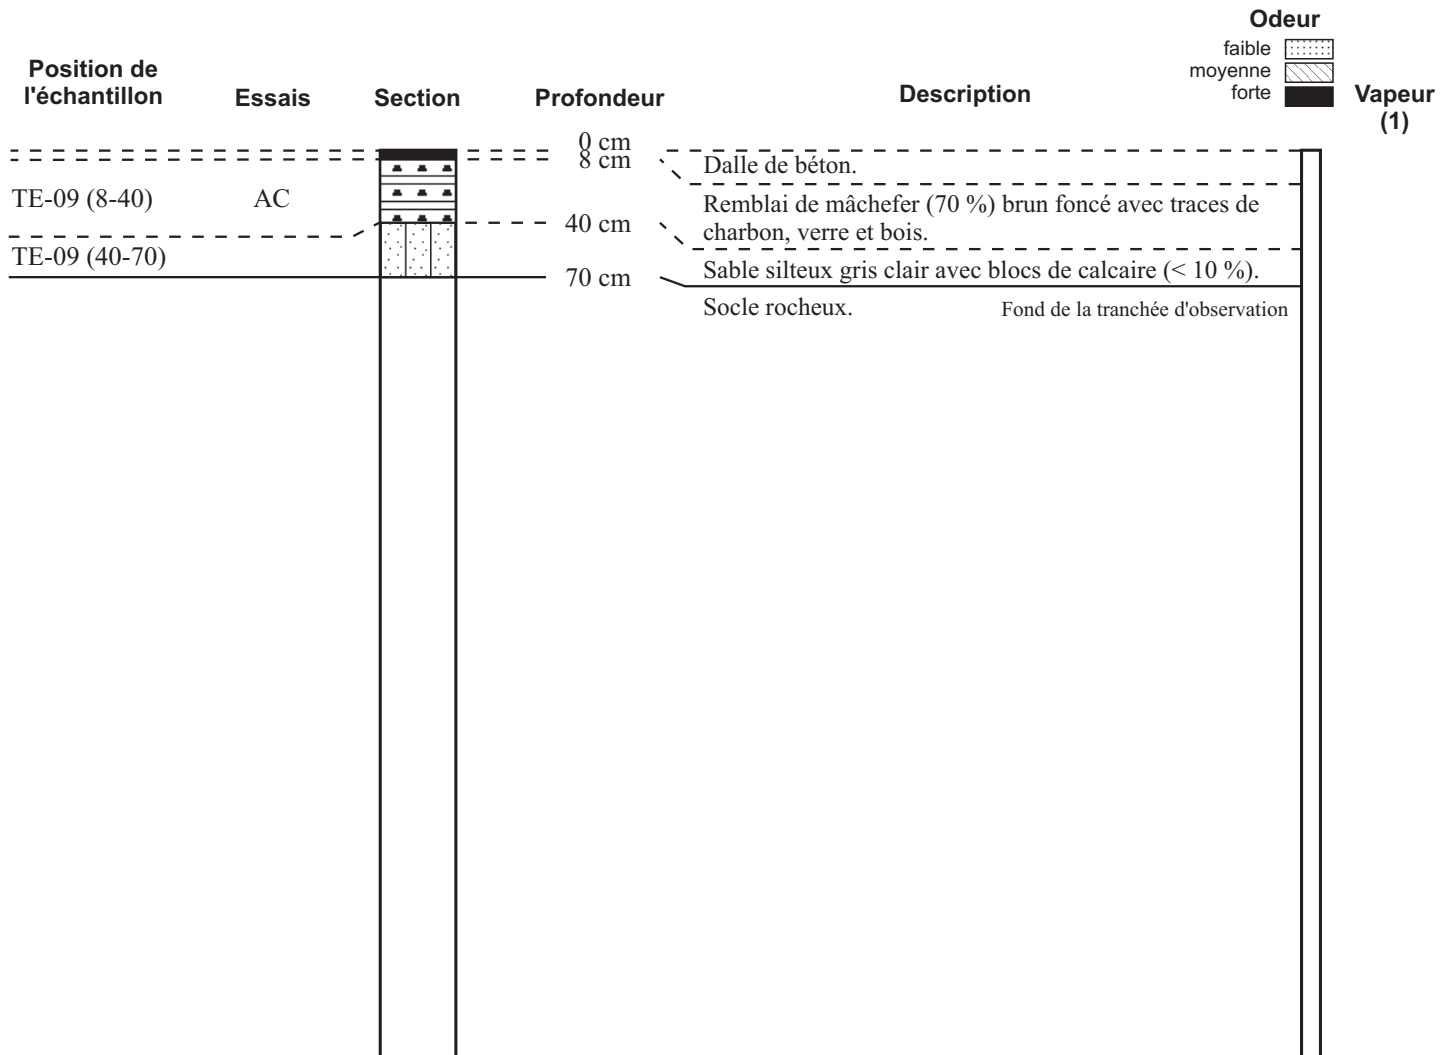 Odeur
faible
moyenne
forte
Position de
l'échantillon
Essais
Section
Profondeur
Description
Vapeur
(1)
0 cm
8 cm
Dalle de béton.
TE-09 (8-40)
AC
Remblai de mâchefer (70 %) brun foncé avec traces de
charbon, verre et bois.
40 cm
TE-09 (40-70)
Sable silteux gris clair avec blocs de calcaire (< 10 %).
70 cm
Socle rocheux.
Fond de la tranchée d'observation